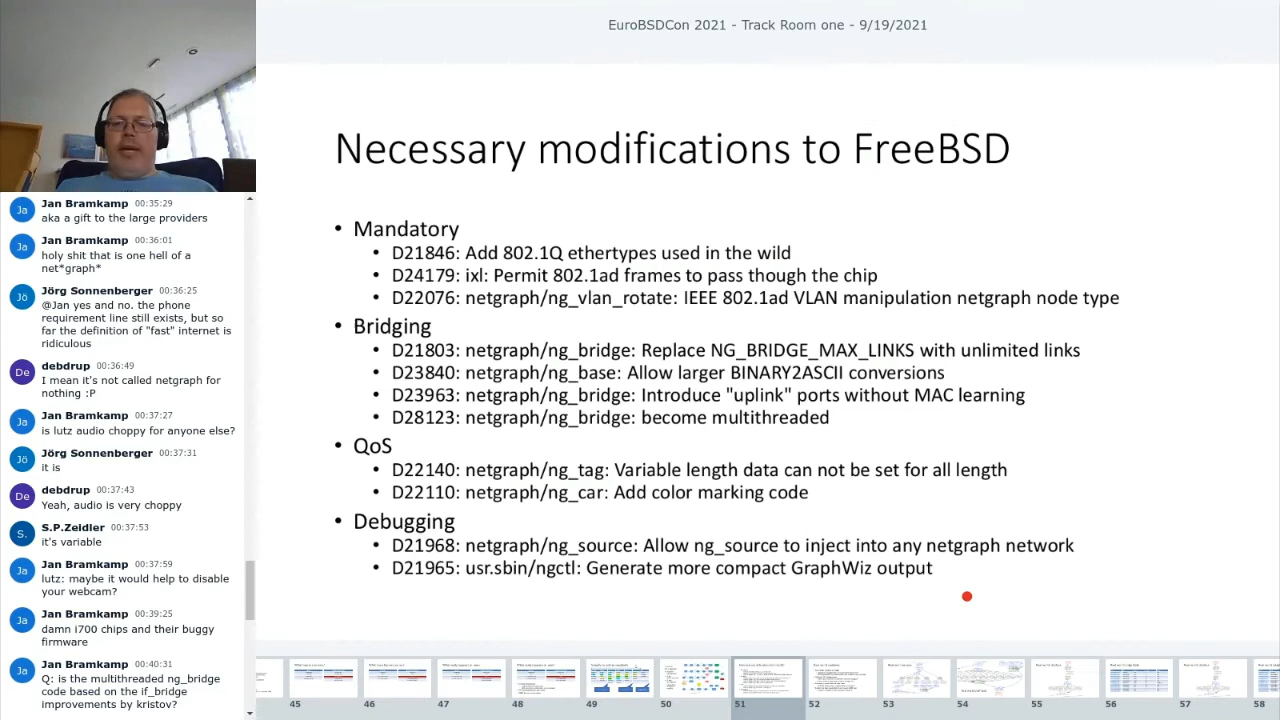 EuroBSDCon 2021 - Track Room one - 9/19/2021
Necessary modifications to FreeBSD
• Mandatory
• D21846: Add 802.1Q ethertypes used in the wild
• D24179: ixl: Permit 802.1ad frames to pass though the chip
• D22076: netgraph/ng_vlan_rotate: IEEE 802.1ad VLAN manipulation netgraph node type
• Bridging
• D21803: netgraph/ng_bridge: Replace NG_BRIDGE_MAX_LINKS with unlimited links
• D23840: netgraph/ng_base: Allow larger BINARY2ASCII conversions
• D23963: netgraph/ng_bridge: Introduce "uplink" ports without MAC learning
• D28123: netgraph/ng_bridge: become multithreaded
• QoS
• D22140: netgraph/ng_tag: Variable length data can not be set for all length
• D22110: netgraph/ng_car: Add color marking code
• Debugging
• D21968: netgraph/ng_source: Allow ng_source to inject into any netgraph network
• D21965: usr.sbin/ngctl: Generate more compact GraphWiz output
Ja Jan Bramkamp 00:35:29
aka a gift to the large providers
Ja Jan Bramkamp 00:36:01
holy shit that is one hell of a
net*graph*
Jö Jörg Sonnenberger 00:36:25
@Jan yes and no. the phone
requirement line still exists, but so
far the definition of "fast" internet is
ridiculous
De debdrup 00:36:49
I mean it's not called netgraph for
nothing :P
Ja Jan Bramkamp 00:37:27
is lutz audio choppy for anyone else?
Jö Jörg Sonnenberger 00:37:31
it is
De debdrup 00:37:43
Yeah, audio is very choppy
S. S.P.Zeidler 00:37:53
it's variable
Ja Jan Bramkamp 00:37:59
lutz: maybe it would help to disable
your webcam?
Ja Jan Bramkamp 00:39:25
damn i700 chips and their buggy
firmware
Ja Jan Bramkamp 00:40:31
Q: is the multithreaded ng_bridge
code based on the if_bridge
improvements by kristov?
45 46 47 48 49 50 51 52 53 54 55 56 57 58